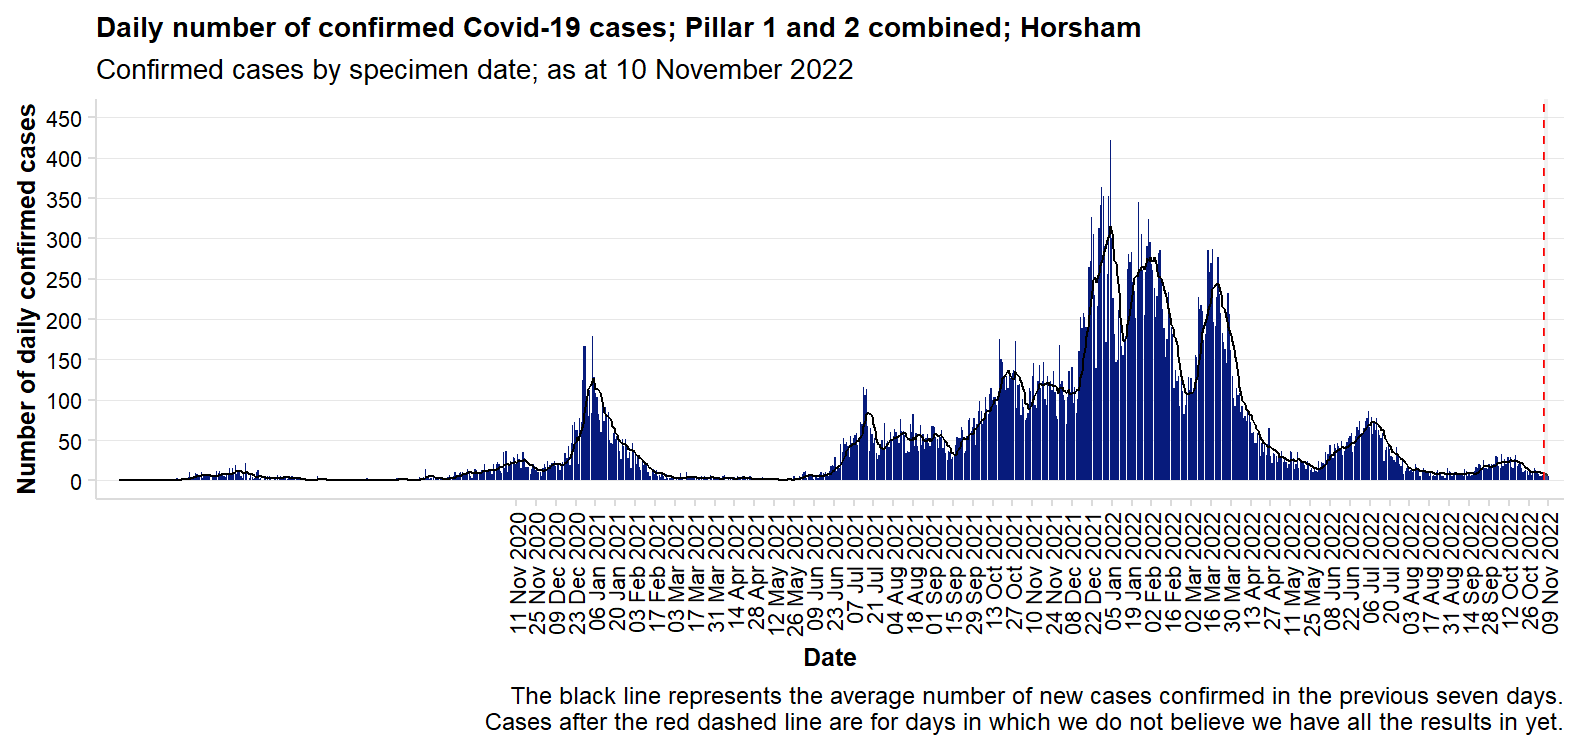 Daily number of confirmed Covid-19 cases; Pillar 1 and 2 combined; Horsham
Confirmed cases by specimen date; as at 10 November 2022
Number of daily confirmed cases
450
400
350
300
250
200
150
100
50
0
11 Nov 2020
25 Nov 2020
09 Dec 2020
23 Dec 2020
06 Jan 2021
20 Jan 2021
03 Feb 2021
17 Feb 2021
03 Mar 2021
17 Mar 2021
31 Mar 2021
14 Apr 2021
28 Apr 2021
12 May 2021
26 May 2021
09 Jun 2021
23 Jun 2021
07 Jul 2021
21 Jul 2021
04 Aug 2021
18 Aug 2021
01 Sep 2021
15 Sep 2021
29 Sep 2021
13 Oct 2021
27 Oct 2021
10 Nov 2021
24 Nov 2021
08 Dec 2021
22 Dec 2021
05 Jan 2022
19 Jan 2022
02 Feb 2022
16 Feb 2022
02 Mar 2022
16 Mar 2022
30 Mar 2022
13 Apr 2022
27 Apr 2022
11 May 2022
25 May 2022
08 Jun 2022
22 Jun 2022
06 Jul 2022
20 Jul 2022
03 Aug 2022
17 Aug 2022
31 Aug 2022
14 Sep 2022
28 Sep 2022
12 Oct 2022
26 Oct 2022
09 Nov 2022
Date
The black line represents the average number of new cases confirmed in the previous seven days.
Cases after the red dashed line are for days in which we do not believe we have all the results in yet.